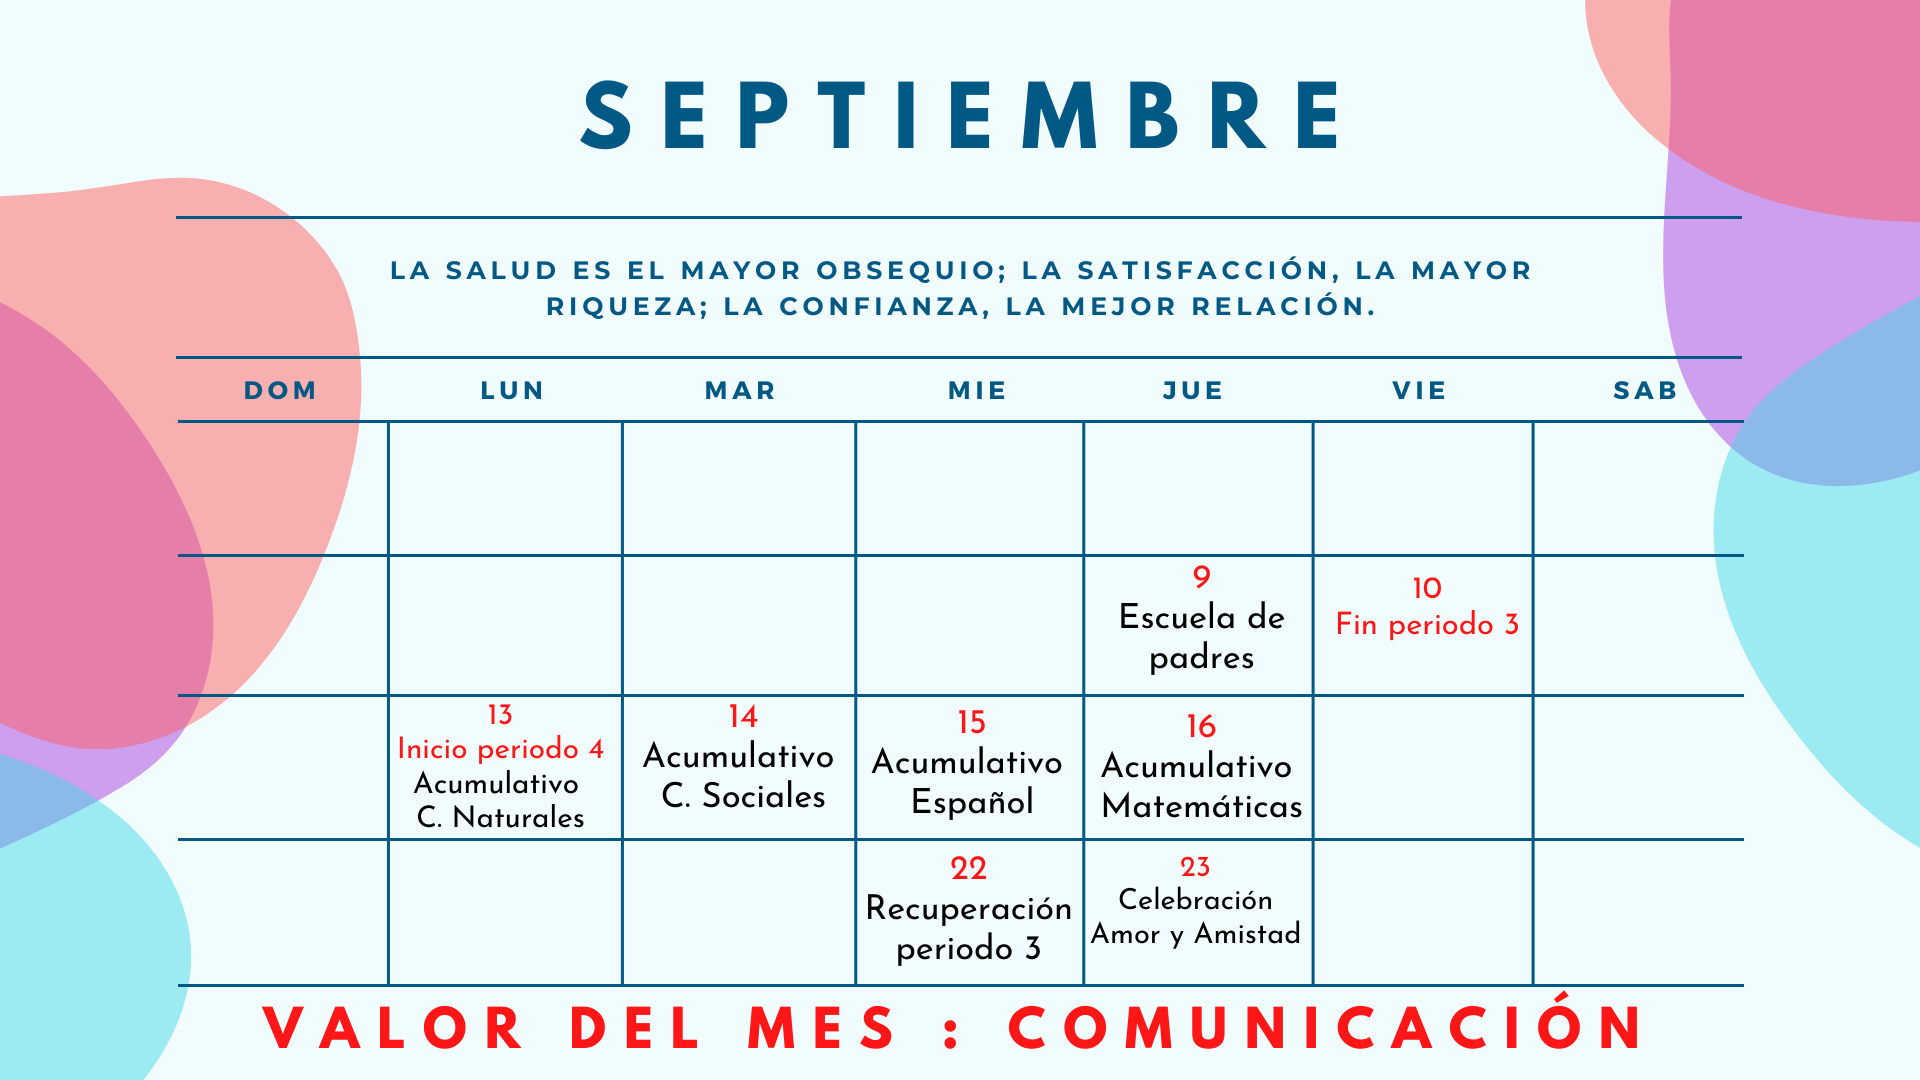 SEPTIEMBRE
LA SALUD ES EL MAYOR OBSEQUIO; LA SATISFACCIÓN, LA MAYOR
RIQUEZA; LA CONFIANZA, LA MEJOR RELACIÓN.
DOM LUN MAR MIE JUE VIE SAB
9
Escuela de
padres
10
Fin periodo 3
13
Inicio periodo 4
Acumulativo
C. Naturales
14
Acumulativo
C. Sociales
15
Acumulativo
Español
16
Acumulativo
Matemáticas
22
Recuperación
periodo 3
23
Celebración
Amor y Amistad
VALOR DEL MES : COMUNICACIÓN